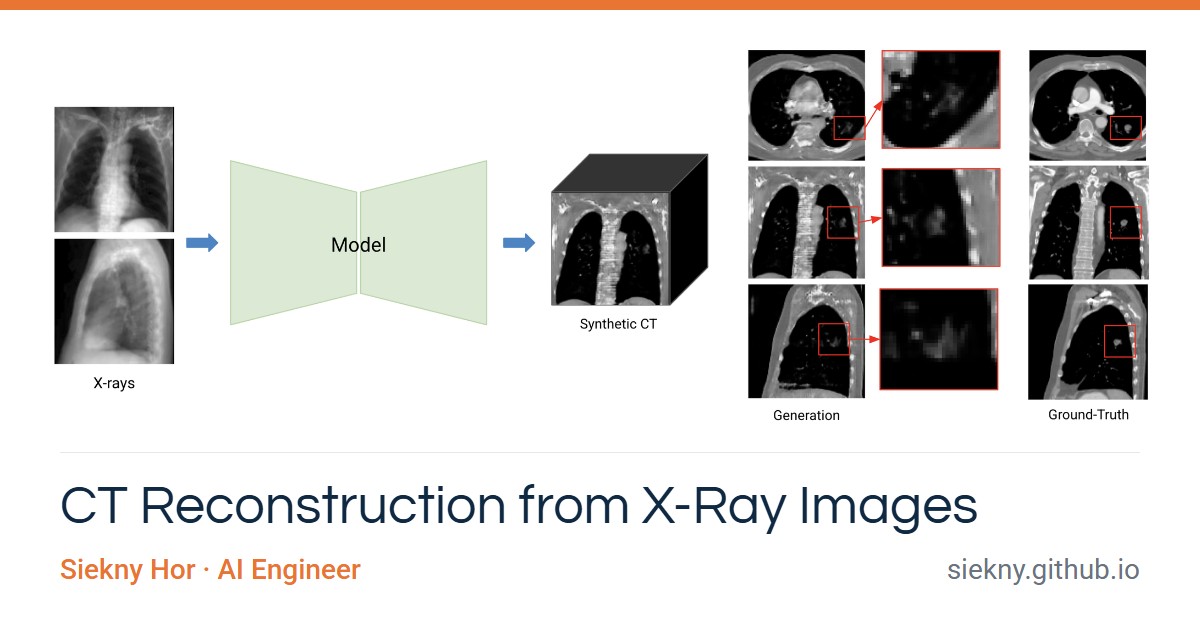 X-rays
Model
Synthetic CT
Generation
Ground-Truth
CT Reconstruction from X-Ray Images
Siekny Hor · AI Engineer
siekny.github.io